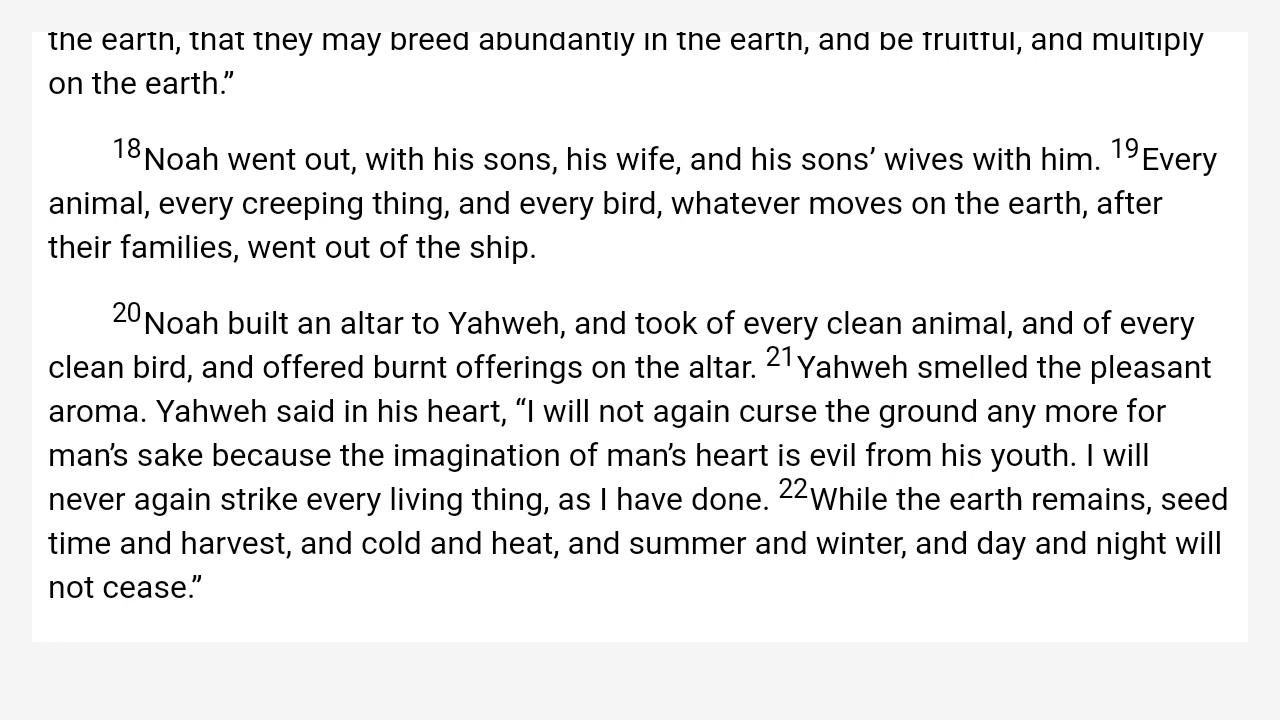 the earth, that they may breed abundantly in the earth, and be fruitful, and multiply
on the earth.”
18Noah went out, with his sons, his wife, and his sons’ wives with him. 19Every
animal, every creeping thing, and every bird, whatever moves on the earth, after
their families, went out of the ship.
20Noah built an altar to Yahweh, and took of every clean animal, and of every
clean bird, and offered burnt offerings on the altar. 21Yahweh smelled the pleasant
aroma. Yahweh said in his heart, “I will not again curse the ground any more for
man’s sake because the imagination of man’s heart is evil from his youth. I will
never again strike every living thing, as I have done. 22While the earth remains, seed
time and harvest, and cold and heat, and summer and winter, and day and night will
not cease.”